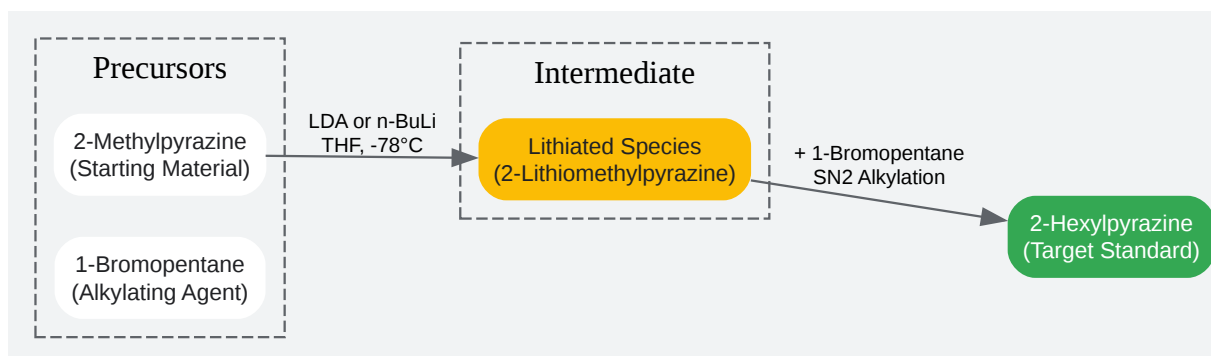 Precursors
2-Methylpyrazine
(Starting Material)
1-Bromopentane
(Alkylating Agent)
LDA or n-BuLi
THF, -78°C
Intermediate
Lithiated Species
(2-Lithiomethylpyrazine)
+ 1-Bromopentane
SN2 Alkylation
2-Hexylpyrazine
(Target Standard)